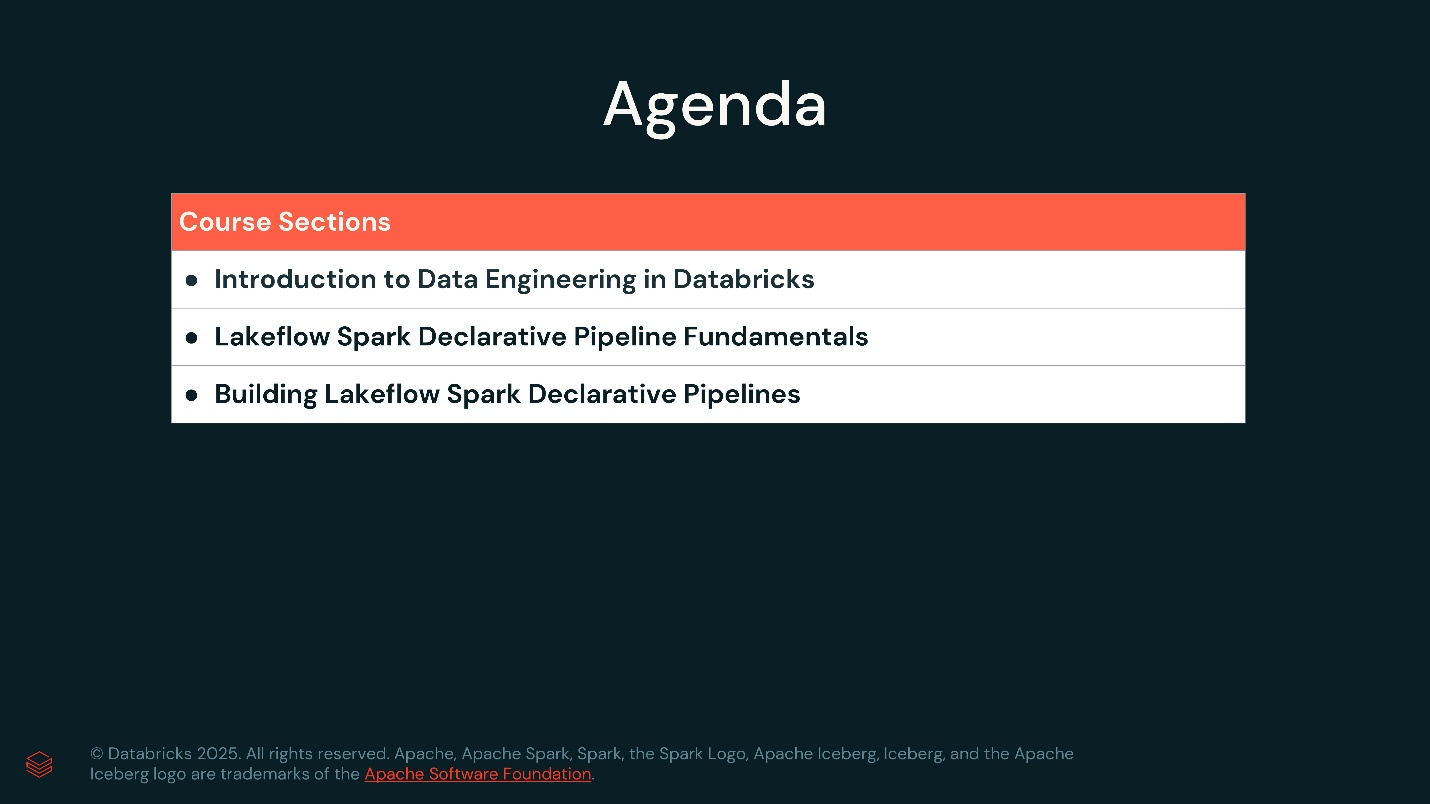 Agenda
Course Sections
● Introduction to Data Engineering in Databricks
● Lakeflow Spark Declarative Pipeline Fundamentals
● Building Lakeflow Spark Declarative Pipelines
© Databricks 2025. All rights reserved. Apache, Apache Spark, Spark, the Spark Logo, Apache Iceberg, Iceberg, and the Apache
Iceberg logo are trademarks of the Apache Software Foundation.